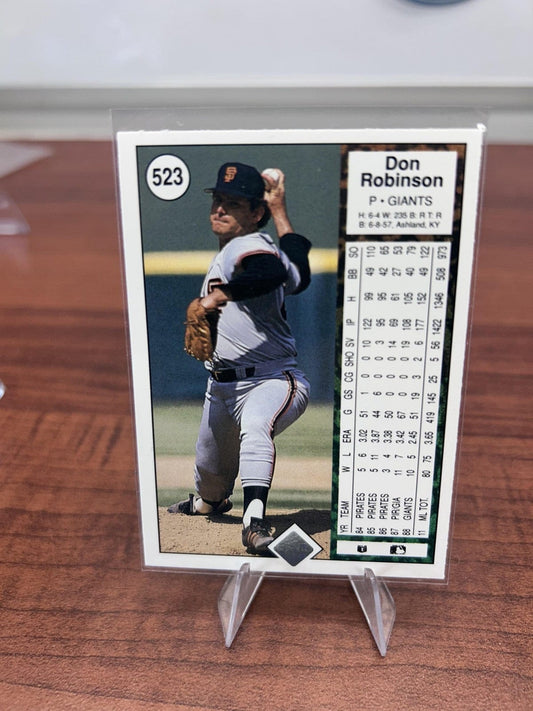 523
SF
Don
Robinson
P • GIANTS
H: 6-4 W: 235 B: R T: R
B: 6-8-57, Ashland, KY
YR TEAM W L ERA G GS CG SHO SV IP H BB SO
84 PIRATES 5 6 3.02 51 1 0 0 10 122 99 49 110
85 PIRATES 5 11 3.87 44 6 0 0 3 95 95 42 65
86 PIRATES 3 4 3.38 50 0 0 0 14 69 61 27 53
87 PIR/GIA 11 7 3.42 67 0 0 0 19 108 105 40 79
88 GIANTS 10 5 2.45 51 19 3 2 6 177 152 49 122
11 ML TOT. 80 75 3.65 419 145 25 5 56 1422 1346 508 973